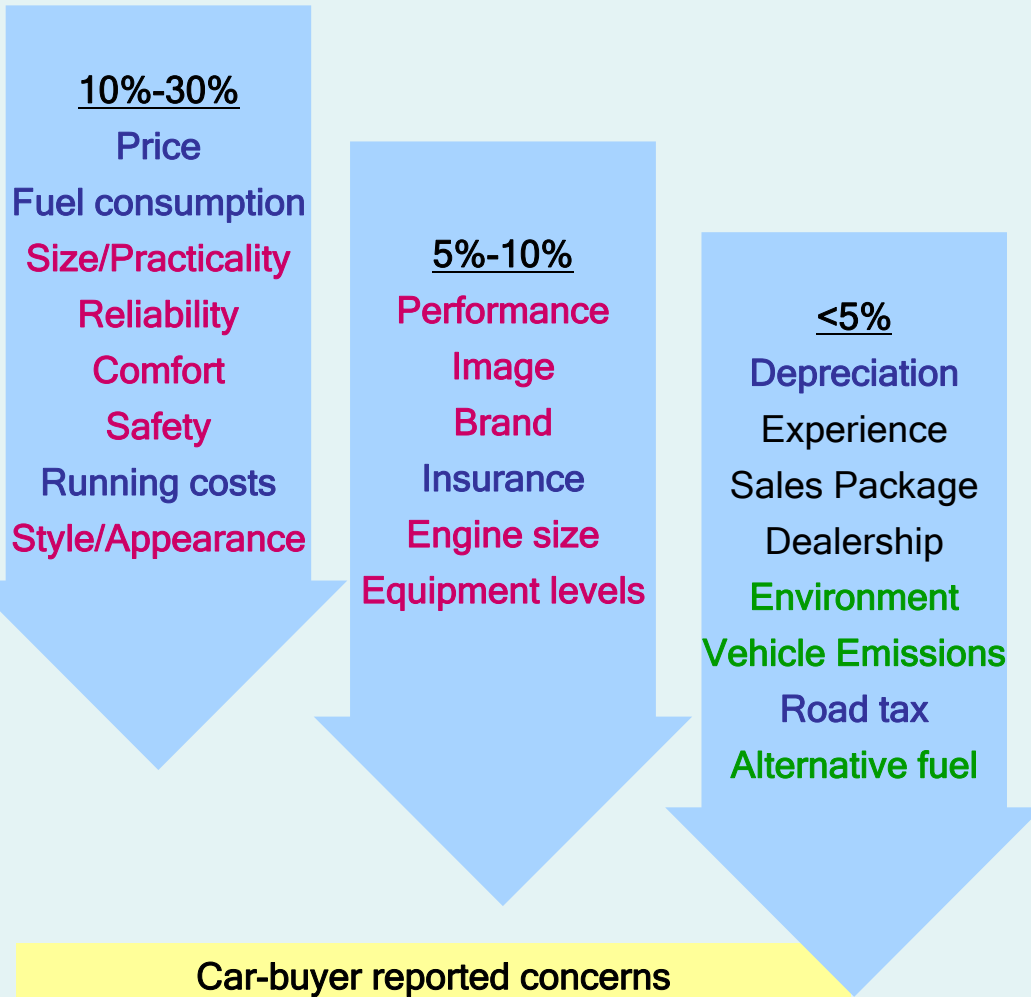 10%-30%
Price
Fuel consumption
Size/Practicality
Reliability
Comfort
Safety
Running costs
Style/Appearance
5%-10%
Performance
Image
Brand
Insurance
Engine size
Equipment levels
<5%
Depreciation
Experience
Sales Package
Dealership
Environment
Vehicle Emissions
Road tax
Alternative fuel
Car-buyer reported concerns